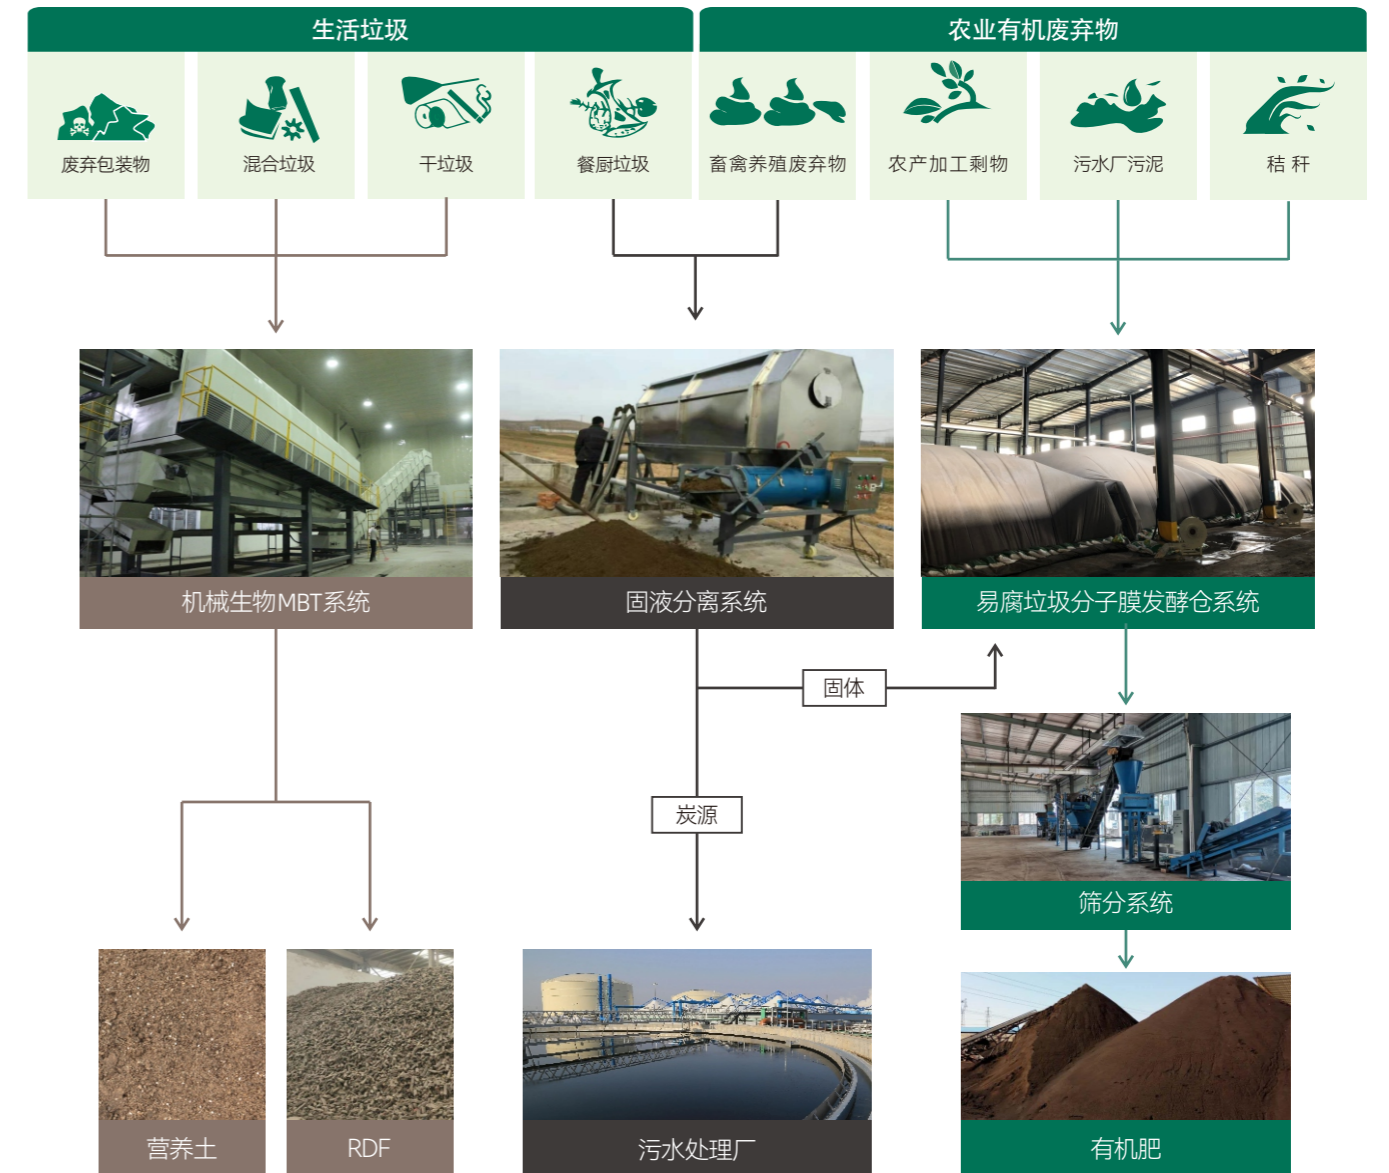 生活垃圾
农业有机废弃物
废弃包装物
混合垃圾
干垃圾
餐厨垃圾
畜禽养殖废弃物
农产加工剩物
污水厂污泥
秸秆
机械生物MBT系统
固液分离系统
易腐垃圾分子膜发酵仓系统
固体
炭源
筛分系统
营养土
RDF
污水处理厂
有机肥